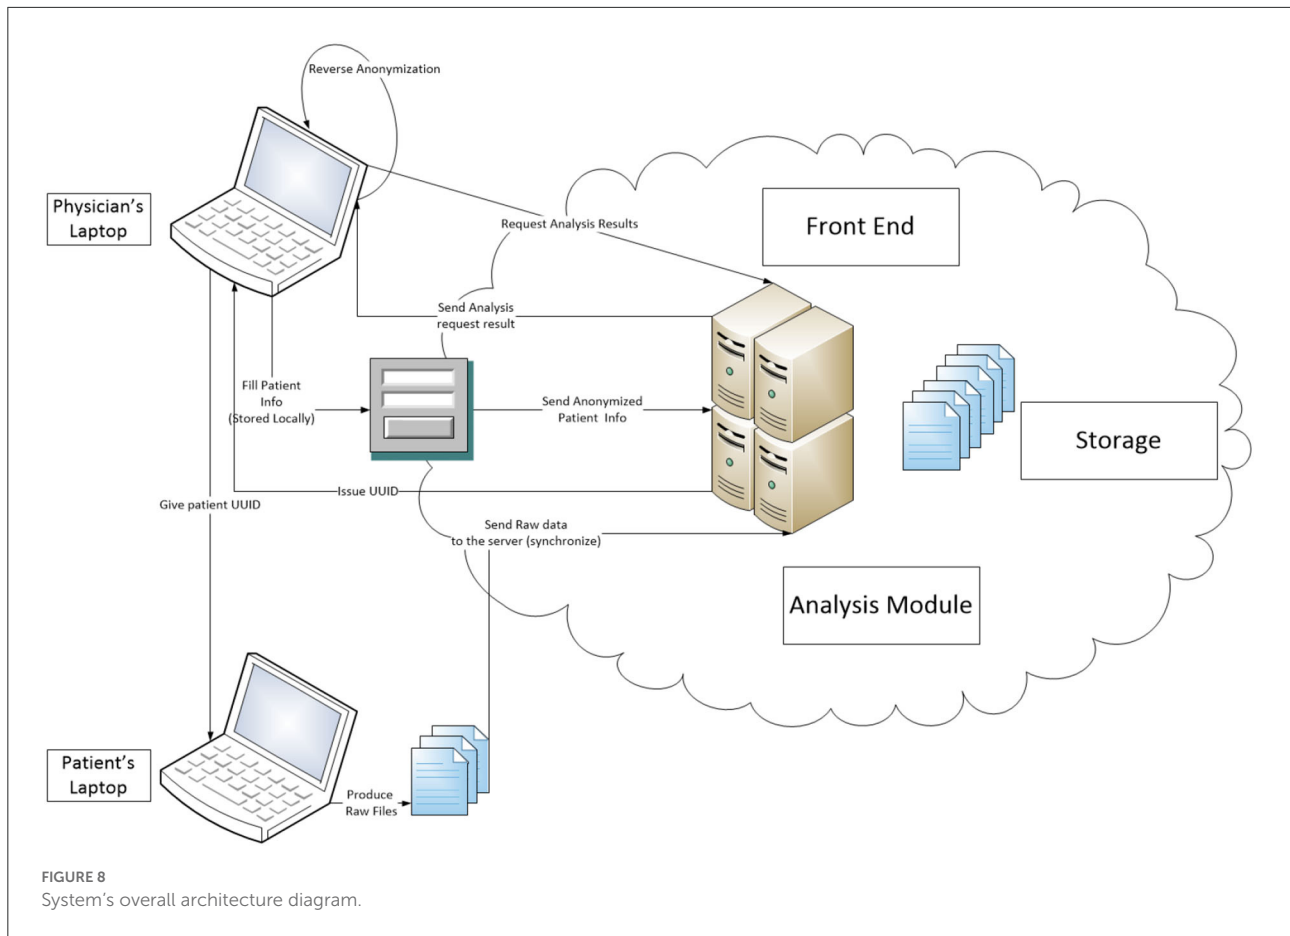 Reverse Anonymization
Physician's
Laptop
Request Analysis Results
Front End
Send Analysis
request result
Fill Patient
Info
(Stored Locally)
Send Anonymized
Patient Info
Storage
Issue UUID
Give patient UUID
Send Raw data
to the server (synchronize)
Analysis Module
Patient's
Laptop
Produce
Raw Files
FIGURE 8
System's overall architecture diagram.